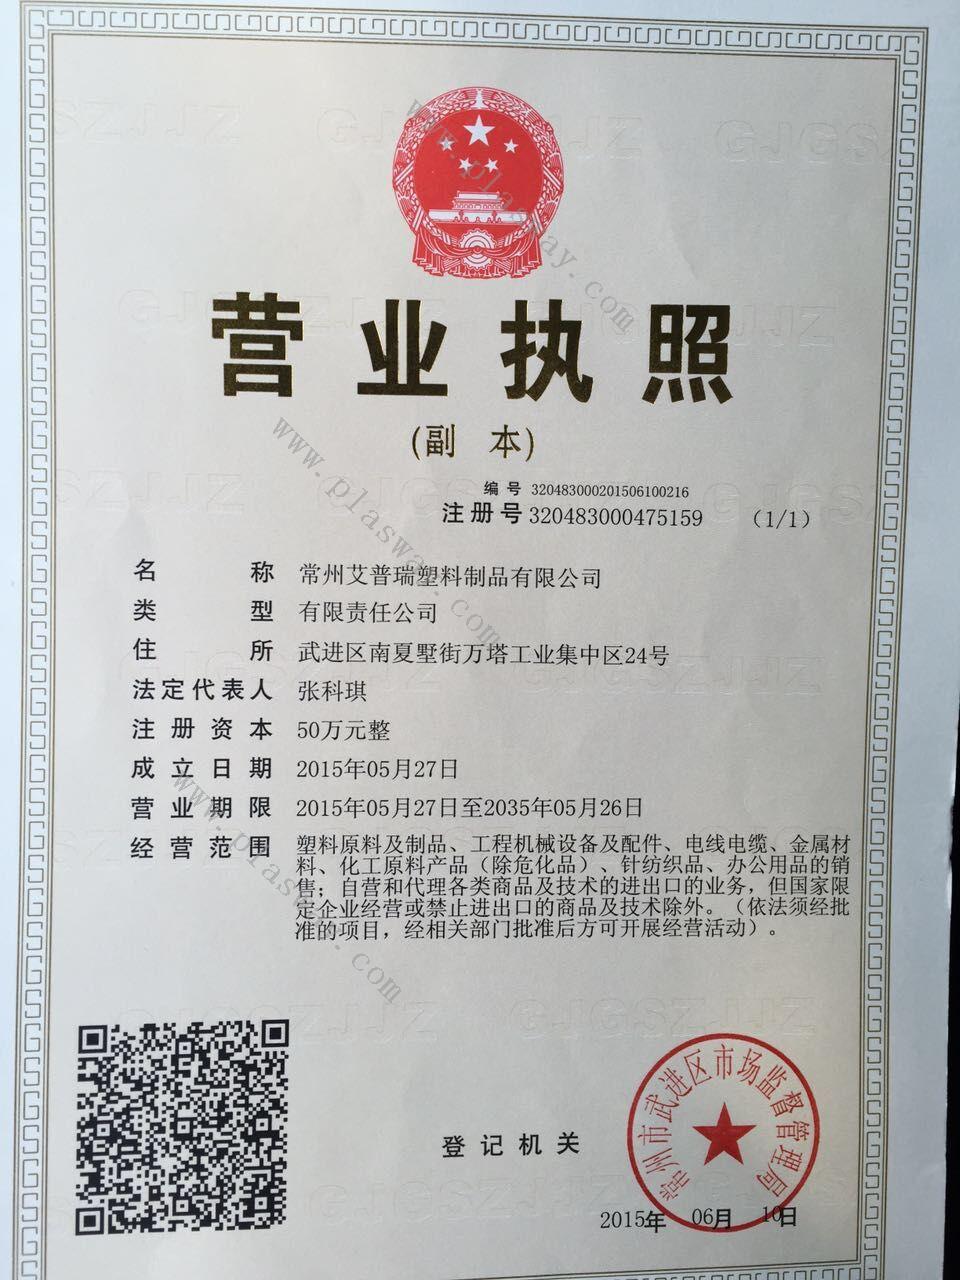 营业执照
(副 本)
编 号 320483000201506100216
注册号 320483000475159 （1/1）
名 称 常州艾普瑞塑料制品有限公司
类 型 有限责任公司
住 所 武进区南夏墅街万塔工业集中区24号
法定代表人 张科琪
注 册 资 本 50万元整
成 立 日 期 2015年05月27日
营 业 期 限 2015年05月27日至2035年05月26日
经 营 范 围 塑料原料及制品、工程机械设备及配件、电线电缆、金属材
料、化工原料产品（除危化品）、针纺织品、办公用品的销
售；自营和代理各类商品及技术的进出口的业务，但国家限
定企业经营或禁止进出口的商品及技术除外。（依法须经批
准的项目，经相关部门批准后方可开展经营活动）。
登 记 机 关
常州市武进区市场监督管理局
2015年 06月 10日
www.plasway.com
www.plasway.com
www.plasway.com